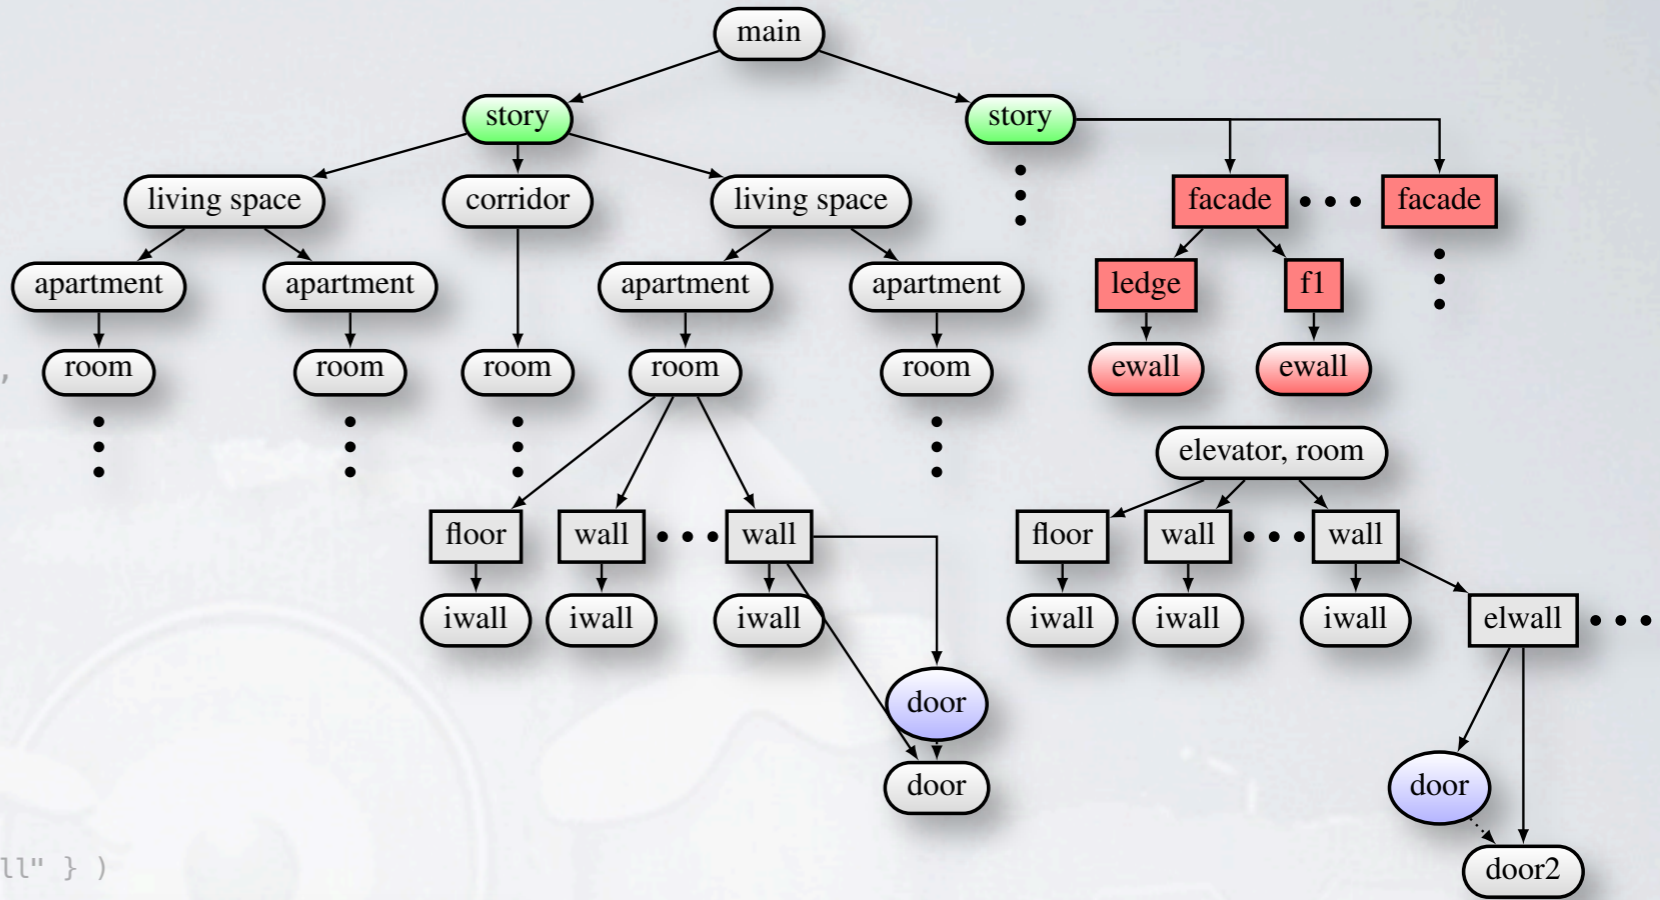 main
story story
living space corridor living space facade facade
apartment apartment apartment apartment ledge f1
, room room room room room ewall ewall
elevator, room
floor wall wall floor wall wall
iwall iwall iwall iwall iwall iwall elwall
door
door door
ll" } ) door2